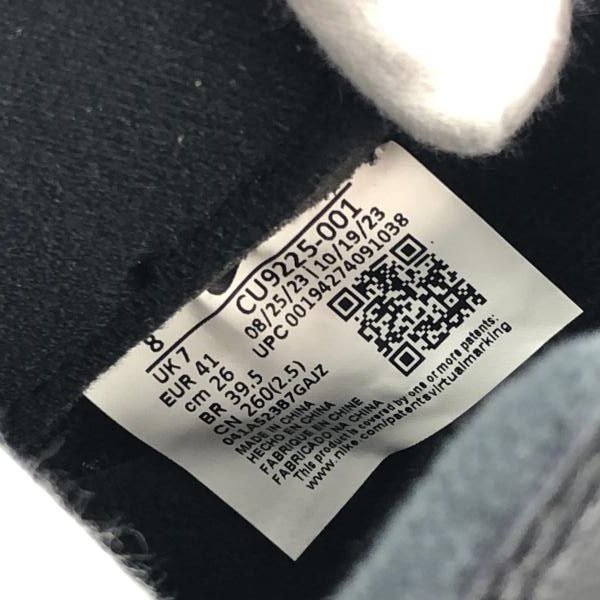 8
UK 7
EUR 41
cm 26
BR 39,5
CN 260(2.5)
CU9225-001
08/25/23 | 10/19/23
UPC 00194274091038
MADE IN CHINA
HECHO EN CHINA
FABRIQUE EN CHINE
FABRICADO NA CHINA
This product is covered by one or more patents:
www.nike.com/patentsvirtualmarking